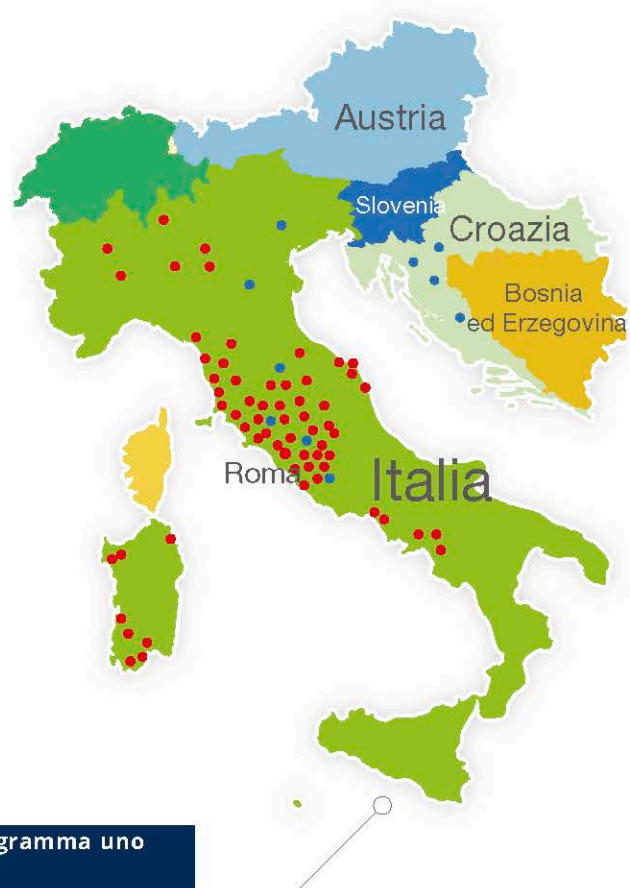 Austria
Slovenia
Croazia
Bosnia
ed Erzegovina
Roma
Italia
gramma uno